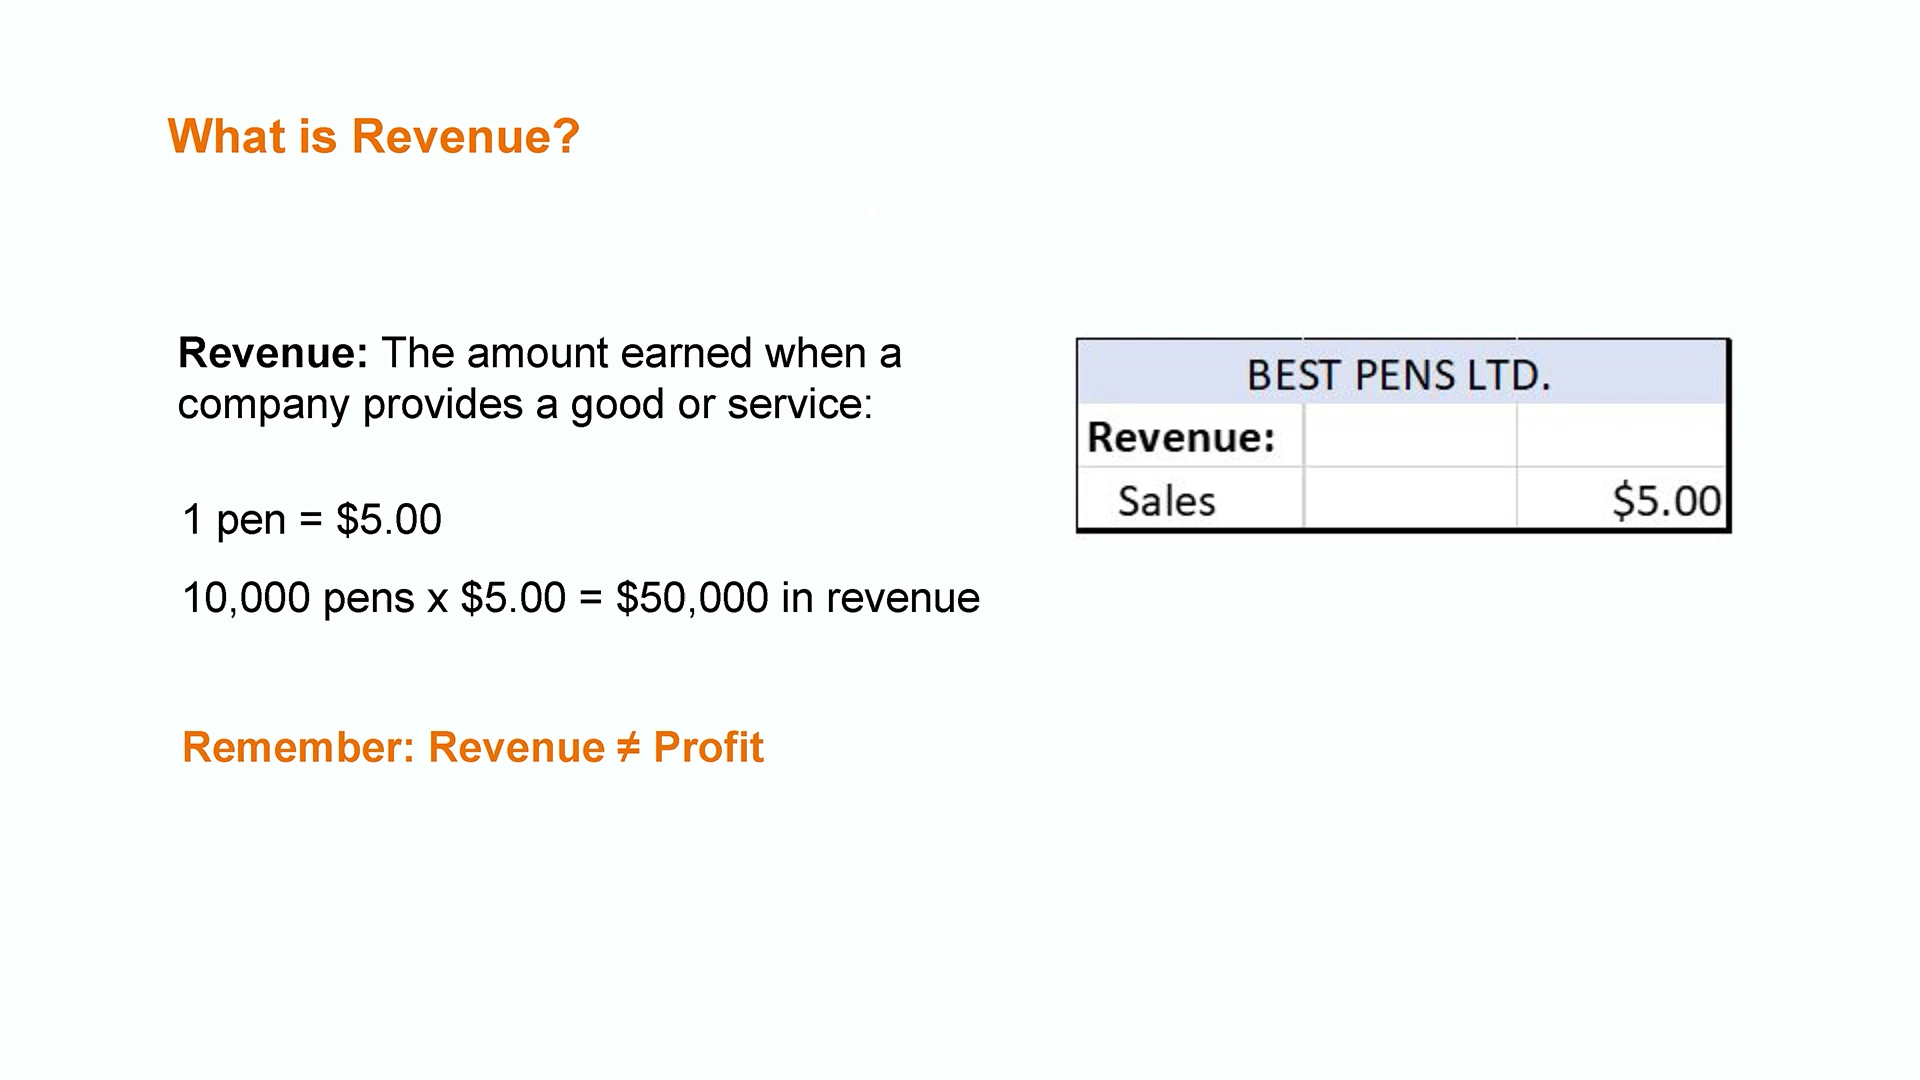 What is Revenue?
Revenue: The amount earned when a
company provides a good or service:
1 pen = $5.00
10,000 pens x $5.00 = $50,000 in revenue
Remember: Revenue ≠ Profit
BEST PENS LTD.
Revenue:
Sales $5.00